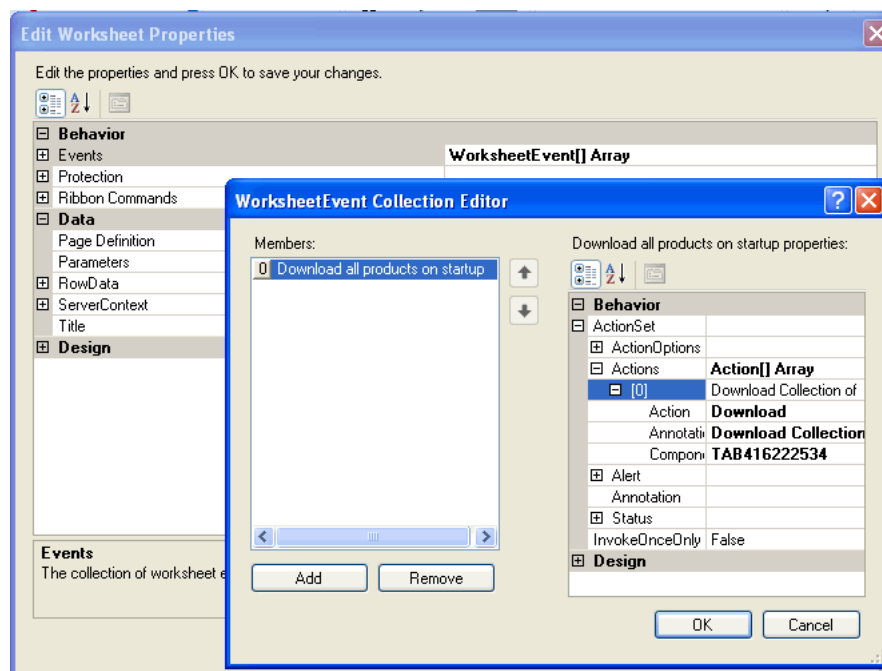 Edit Worksheet Properties
Edit the properties and press OK to save your changes.
Behavior
Events WorksheetEvent[] Array
Protection
Ribbon Commands
Data
Page Definition
Parameters
RowData
ServerContext
Title
Design
Events
The collection of worksheet e
WorksheetEvent Collection Editor
Members:
0 Download all products on startup
Add Remove
Download all products on startup properties:
Behavior
ActionSet
ActionOptions
Actions Action[] Array
[0] Download Collection of
Action Download
Annotati Download Collection
Compon TAB416222534
Alert
Annotation
Status
InvokeOnceOnly False
Design
OK Cancel